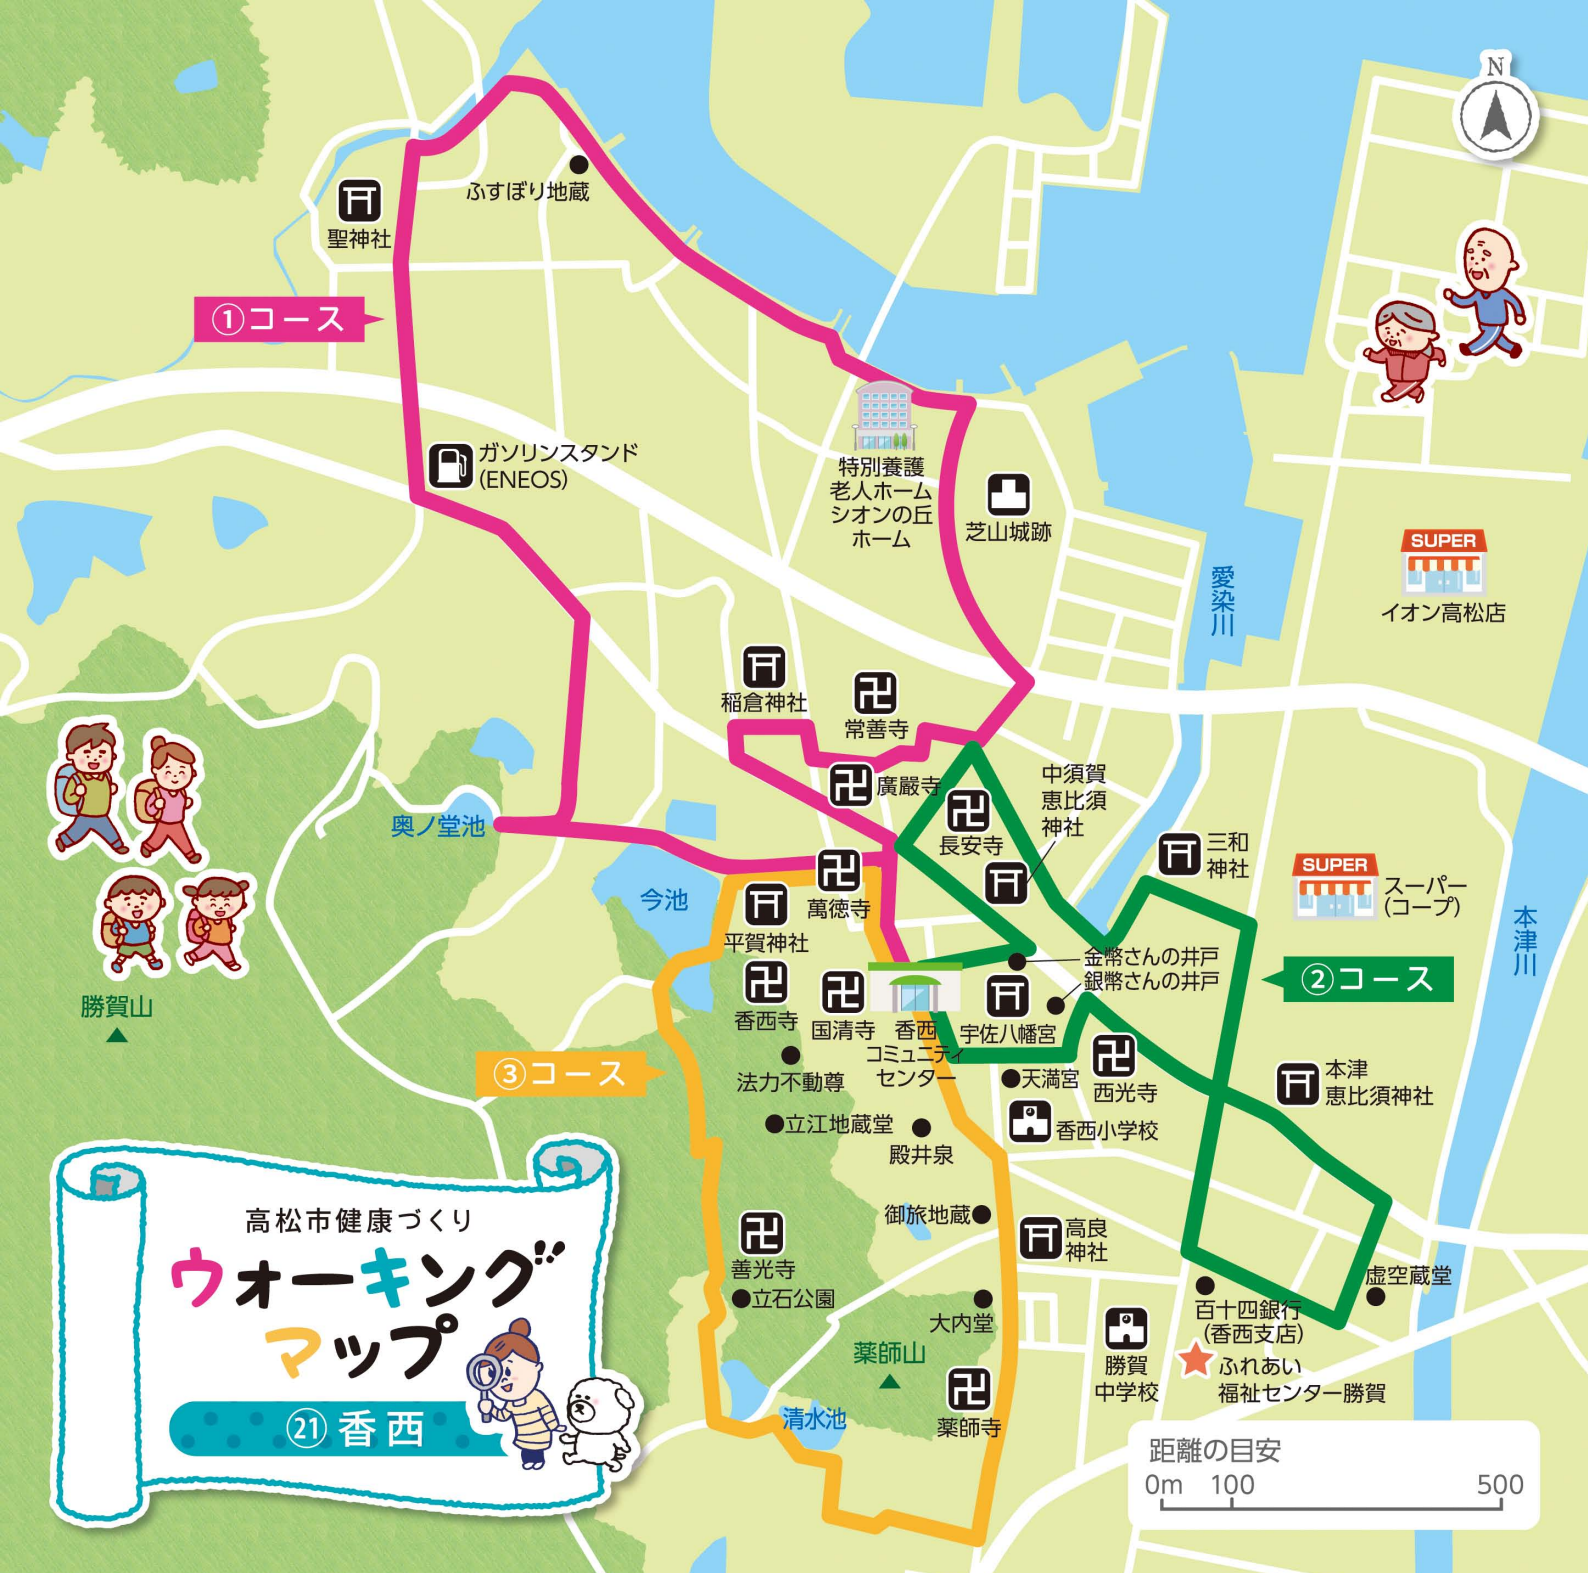 N
ふすぼり地蔵
聖神社
①コース
ガソリンスタンド
(ENEOS)
特別養護
老人ホーム
シオンの丘
ホーム
芝山城跡
愛染川
SUPER
イオン高松店
稲倉神社
常善寺
廣嚴寺
長安寺
中須賀
恵比須
神社
三和
神社
SUPER
スーパー
(コープ)
奥ノ堂池
今池
萬徳寺
平賀神社
本津川
金幣さんの井戸
銀幣さんの井戸
②コース
勝賀山
香西寺
国清寺
香西
コミュニティ
センター
宇佐八幡宮
③コース
法力不動尊
天満宮
西光寺
本津
恵比須神社
立江地蔵堂
殿井泉
香西小学校
御旅地蔵
高良
神社
善光寺
立石公園
大内堂
虚空蔵堂
百十四銀行
(香西支店)
薬師山
勝賀
中学校
ふれあい
福祉センター勝賀
清水池
薬師寺
高松市健康づくり
ウォーキング!!
マップ
㉑香西
距離の目安
0m 100 500